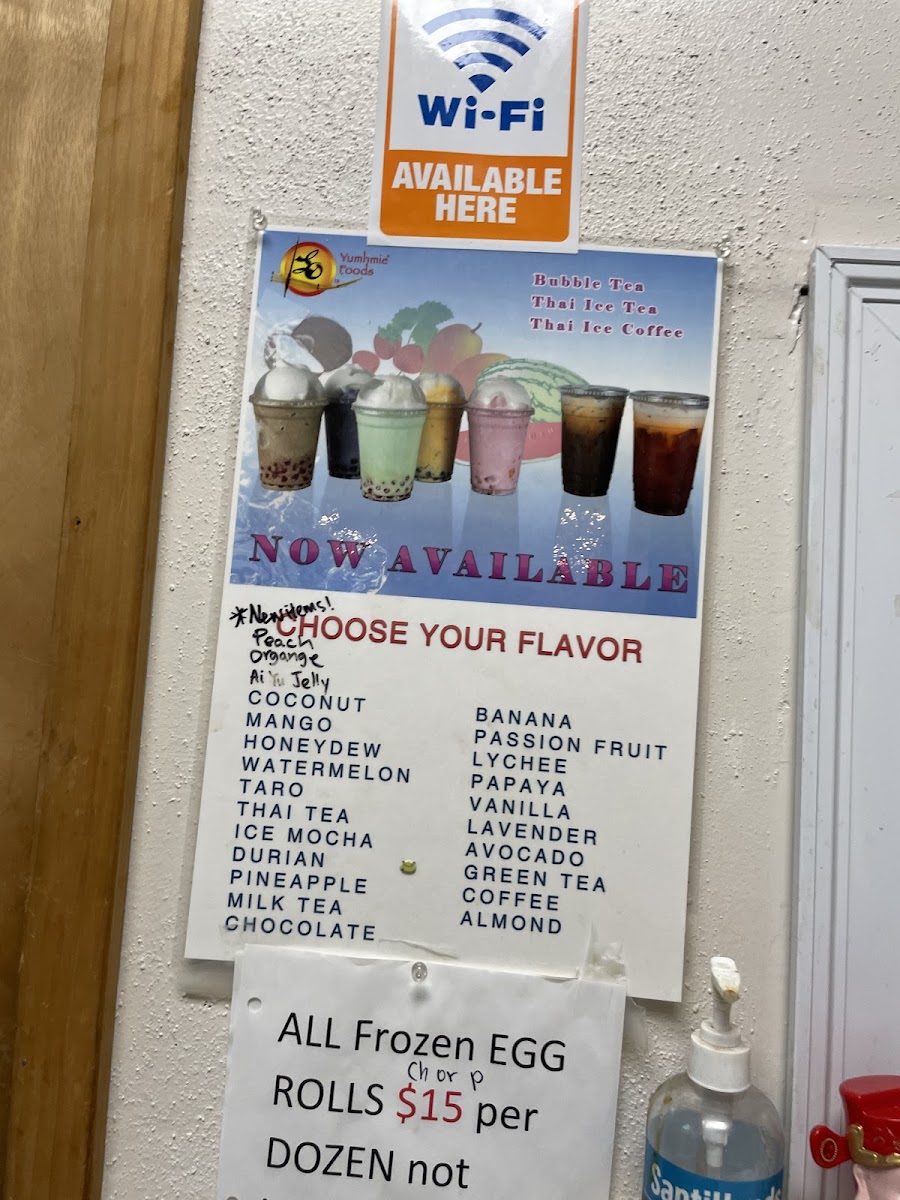 Wi-Fi
AVAILABLE
HERE
Yumhmie
Foods
Bubble Tea
Thai Ice Tea
Thai Ice Coffee
NOW AVAILABLE
*New items!
Peach
Organge
Ai Yu Jelly
CHOOSE YOUR FLAVOR
COCONUT
MANGO
HONEYDEW
WATERMELON
TARO
THAI TEA
ICE MOCHA
DURIAN
PINEAPPLE
MILK TEA
CHOCOLATE
BANANA
PASSION FRUIT
LYCHEE
PAPAYA
VANILLA
LAVENDER
AVOCADO
GREEN TEA
COFFEE
ALMOND
ALL Frozen EGG
Ch or p
ROLLS $15 per
DOZEN not